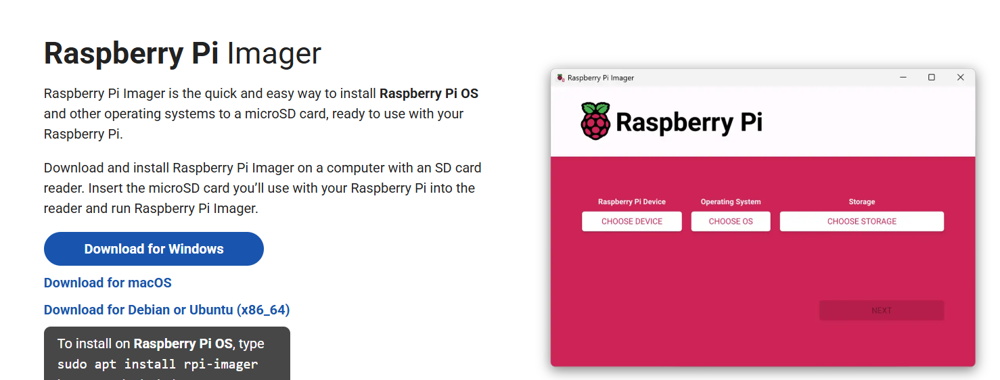 Raspberry Pi Imager
Raspberry Pi Imager is the quick and easy way to install Raspberry Pi OS
and other operating systems to a microSD card, ready to use with your
Raspberry Pi.
Download and install Raspberry Pi Imager on a computer with an SD card
reader. Insert the microSD card you’ll use with your Raspberry Pi into the
reader and run Raspberry Pi Imager.
Download for Windows
Download for macOS
Download for Debian or Ubuntu (x86_64)
To install on Raspberry Pi OS, type
sudo apt install rpi-imager
Raspberry Pi Imager
Raspberry Pi
Raspberry Pi Device
Operating System
Storage
CHOOSE DEVICE
CHOOSE OS
CHOOSE STORAGE
NEXT